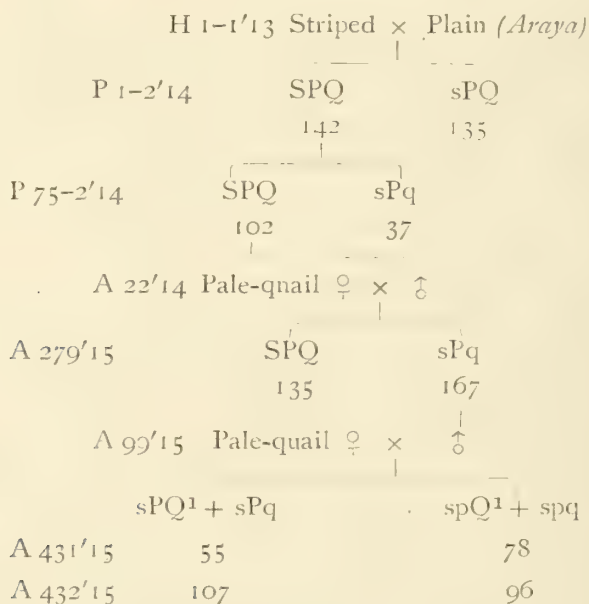 H 1-1'13 Striped × Plain (Araya)
P 1-2'14 SPQ sPQ
142 135
P 75-2'14 SPQ sPq
102 37
A 22'14 Pale-qnail ♀ × ♂
A 279'15 SPQ sPq
135 167
A 99'15 Pale-quail ♀ × ♂
sPQ¹ + sPq spQ¹ + spq
A 431'15 55 78
A 432'15 107 96